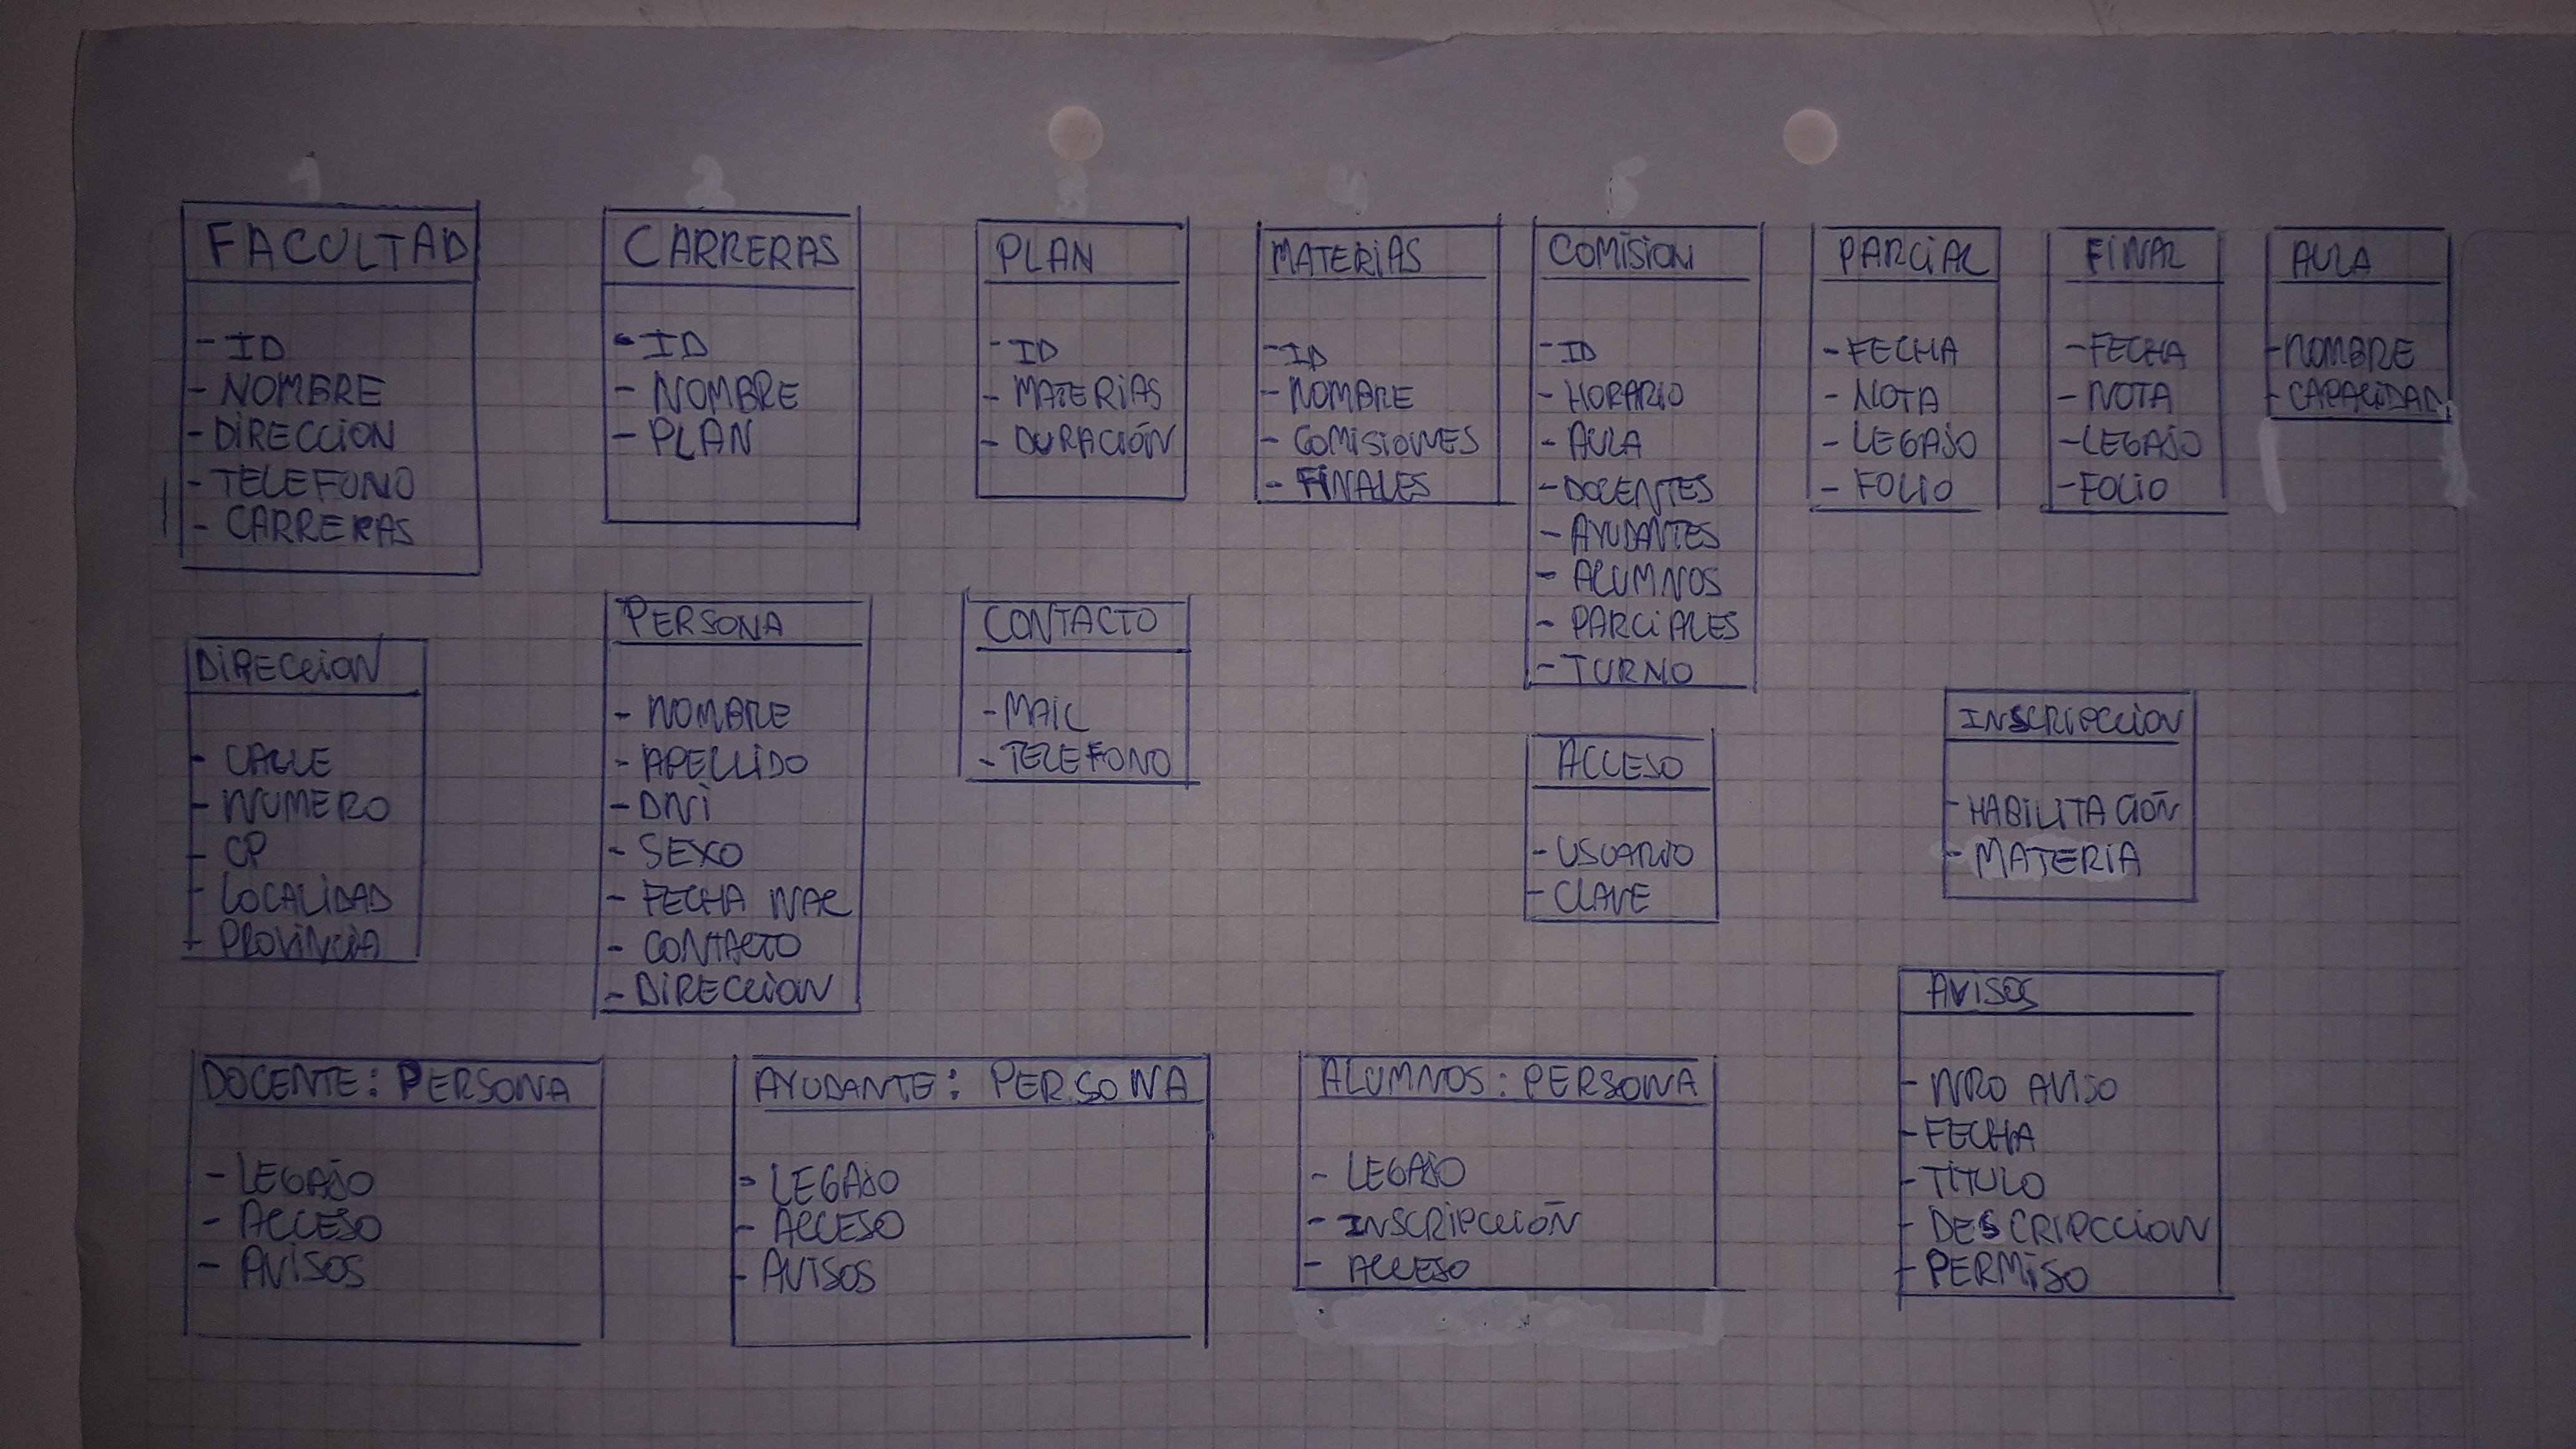 1
2
3
4
5
FACULTAD
- ID
- NOMBRE
- DIRECCION
- TELEFONO
- CARRERAS
CARRERAS
- ID
- NOMBRE
- PLAN
PLAN
- ID
- MATERIAS
- DURACIÓN
MATERIAS
- ID
- NOMBRE
- COMISIONES
- FINALES
COMISION
- ID
- HORARIO
- AULA
- DOCENTES
- AYUDANTES
- ALUMNOS
- PARCIALES
- TURNO
PARCIAL
- FECHA
- NOTA
- LEGAJO
- FOLIO
FINAL
- FECHA
- NOTA
- LEGAJO
- FOLIO
AULA
- NOMBRE
- CAPACIDAD
DIRECCION
- CALLE
- NUMERO
- CP
- LOCALIDAD
- PROVINCIA
PERSONA
- NOMBRE
- APELLIDO
- DNI
- SEXO
- FECHA NAC
- CONTACTO
- DIRECCION
CONTACTO
- MAIL
- TELEFONO
ACCESO
- USUARIO
- CLAVE
INSCRIPCCION
- HABILITACIÓN
- MATERIA
DOCENTE: PERSONA
- LEGAJO
- ACCESO
- AVISOS
AYUDANTE: PERSONA
- LEGAJO
- ACCESO
- AVISOS
ALUMNOS: PERSONA
- LEGAJO
- INSCRIPCCIÓN
- ACCESO
AVISOS
- NRO AVISO
- FECHA
- TITULO
- DESCRIPCCION
- PERMISO